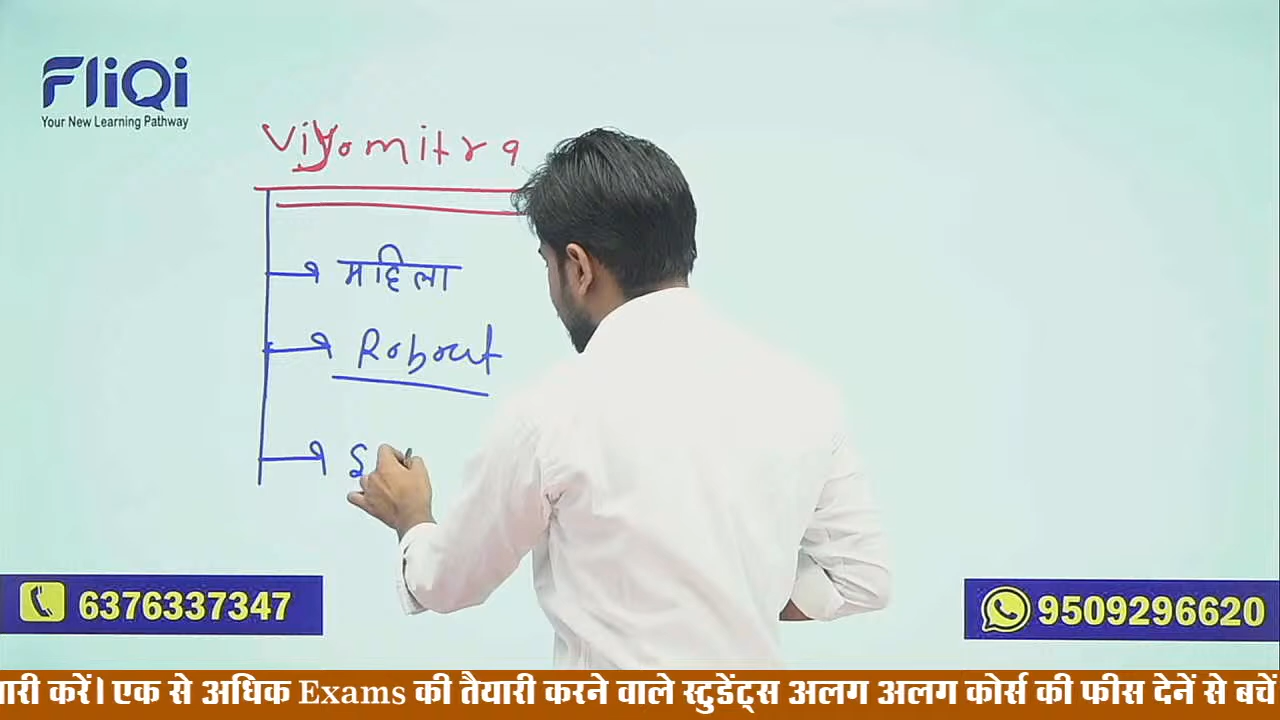 FliQi
Your New Learning Pathway
Viyomitra
महिला
Robout
6376337347
9509296620
ारी करें। एक से अधिक Exams की तैयारी करने वाले स्टुडेंट्स अलग अलग कोर्स की फीस देनें से बचें